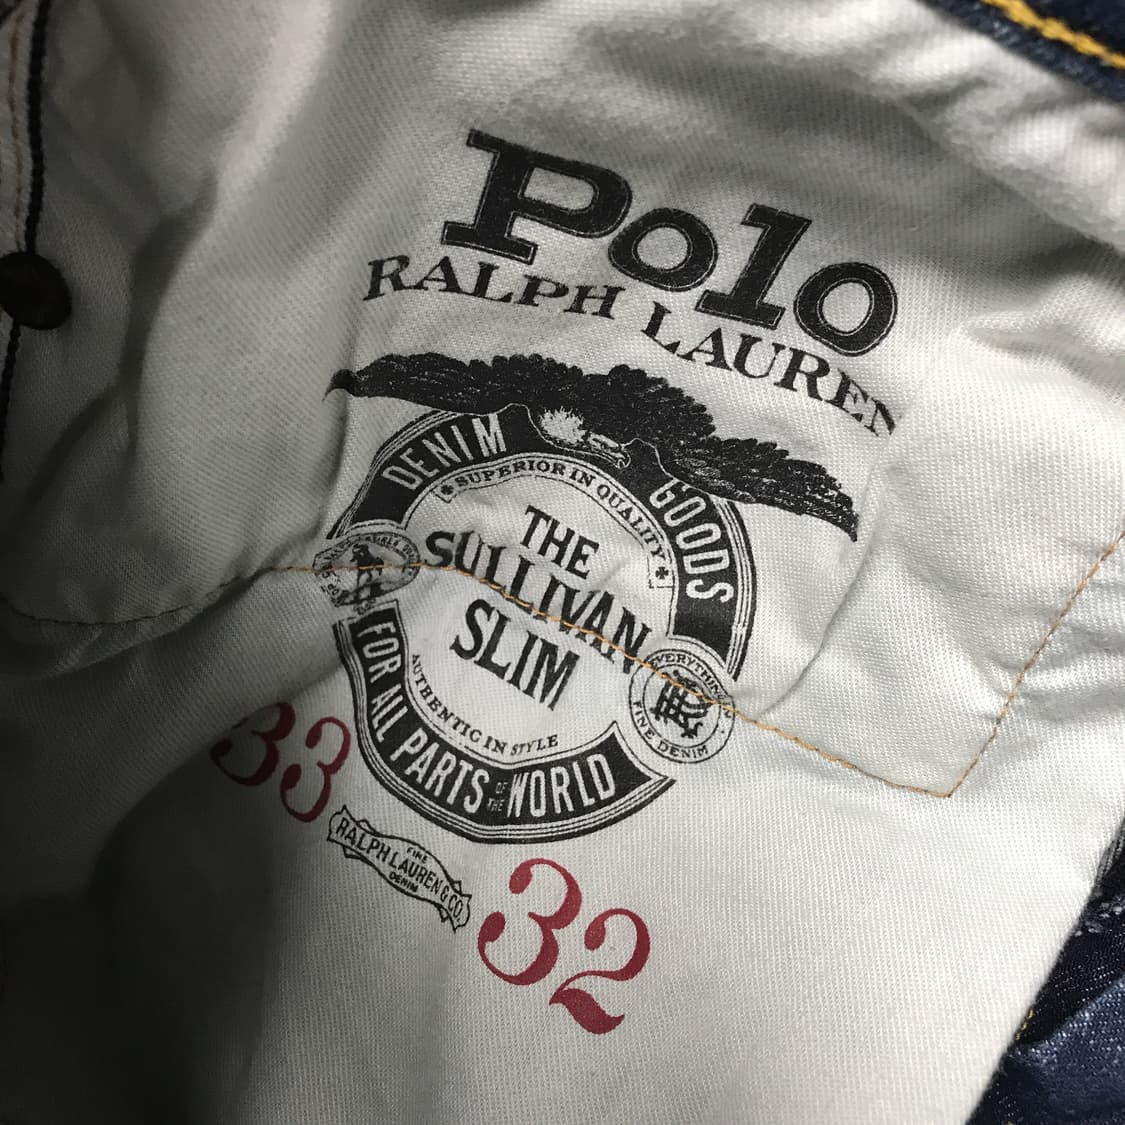 Polo
RALPH LAUREN
DENIM GOODS
SUPERIOR IN QUALITY
THE
SULLIVAN
SLIM
EVERYTHING
FINE DENIM
AUTHENTIC IN STYLE
FOR ALL PARTS OF THE WORLD
33
FINE
RALPH LAUREN & CO.
DENIM
32